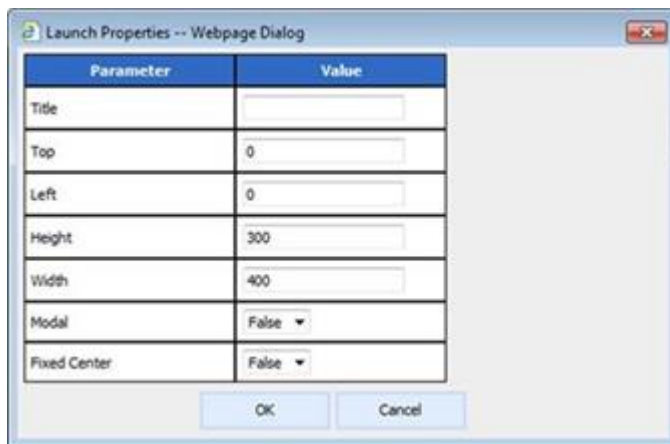 Launch Properties -- Webpage Dialog
Parameter Value
Title
Top 0
Left 0
Height 300
Width 400
Modal False
Fixed Center False
OK Cancel